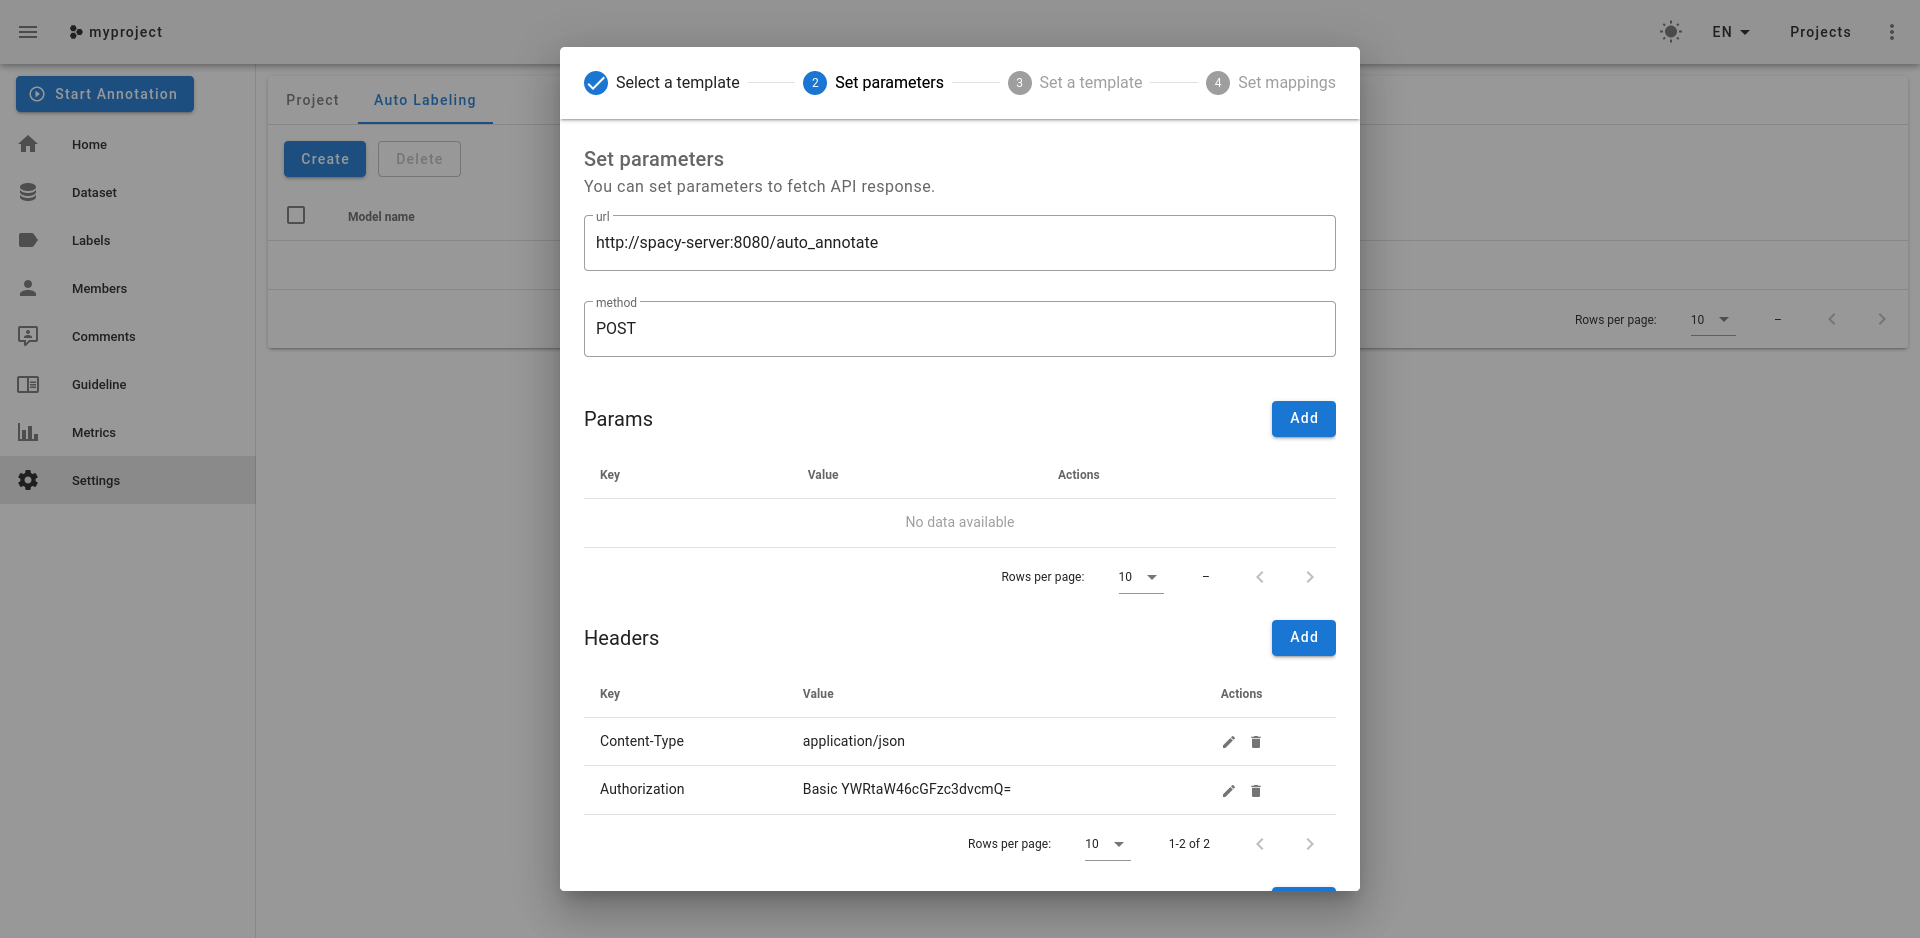 myproject
EN
Projects
Start Annotation
Home
Dataset
Labels
Members
Comments
Guideline
Metrics
Settings
Project
Auto Labeling
Create
Delete
Model name
Rows per page:
10
–
Select a template
2
Set parameters
3
Set a template
4
Set mappings
Set parameters
You can set parameters to fetch API response.
url
http://spacy-server:8080/auto_annotate
method
POST
Params
Add
Key Value Actions
No data available
Rows per page: 10 –
Headers
Add
Key Value Actions
Content-Type application/json
Authorization Basic YWRtaW46cGFzc3dvcmQ=
Rows per page: 10 1-2 of 2